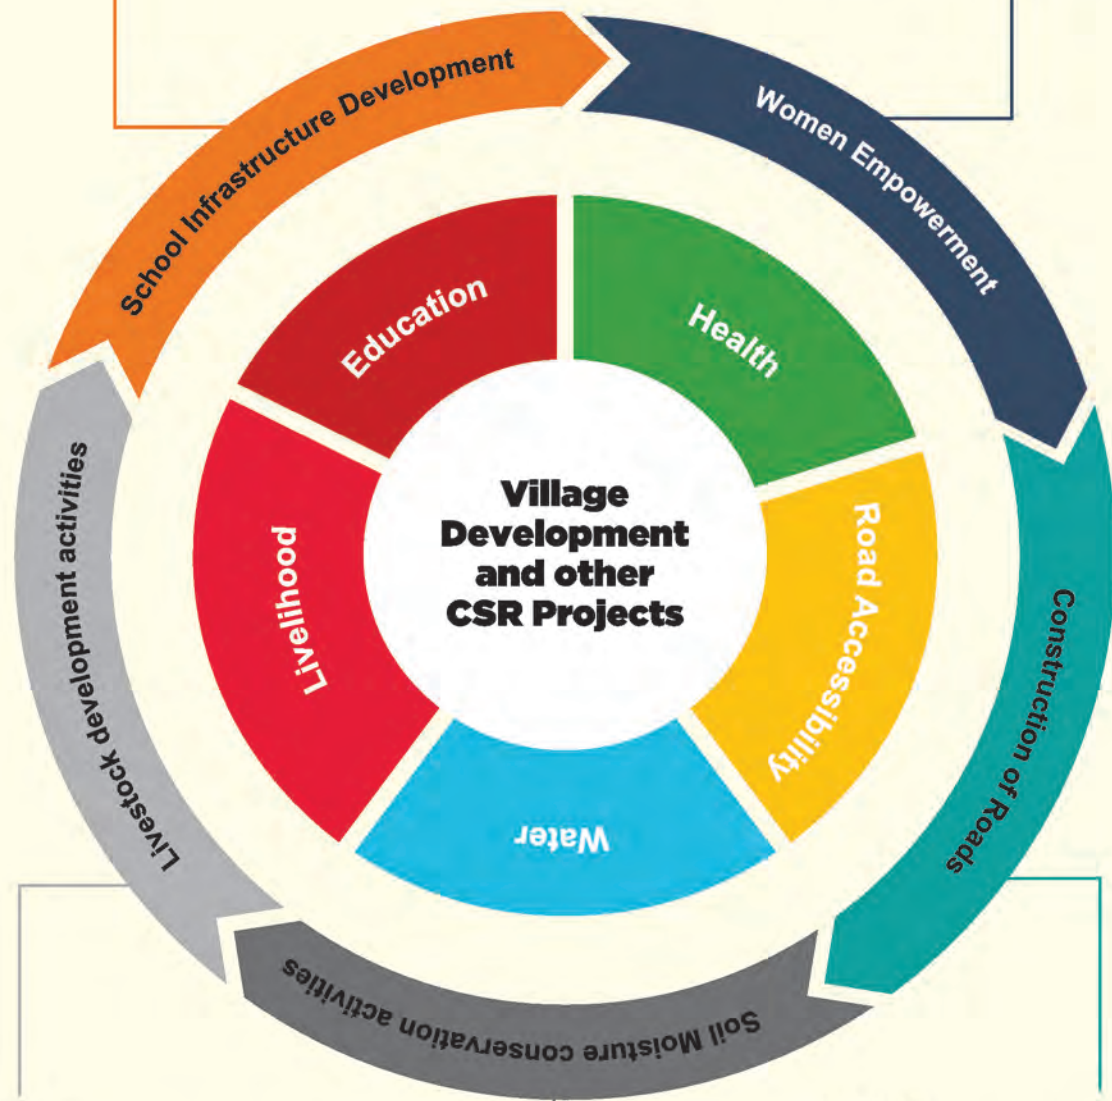 School Infrastructure Development
Women Empowerment
Construction of Roads
Soil Moisture conservation activities
Livestock development activities
Education
Health
Road Accessibility
Water
Livelihood
Village
Development
and other
CSR Projects